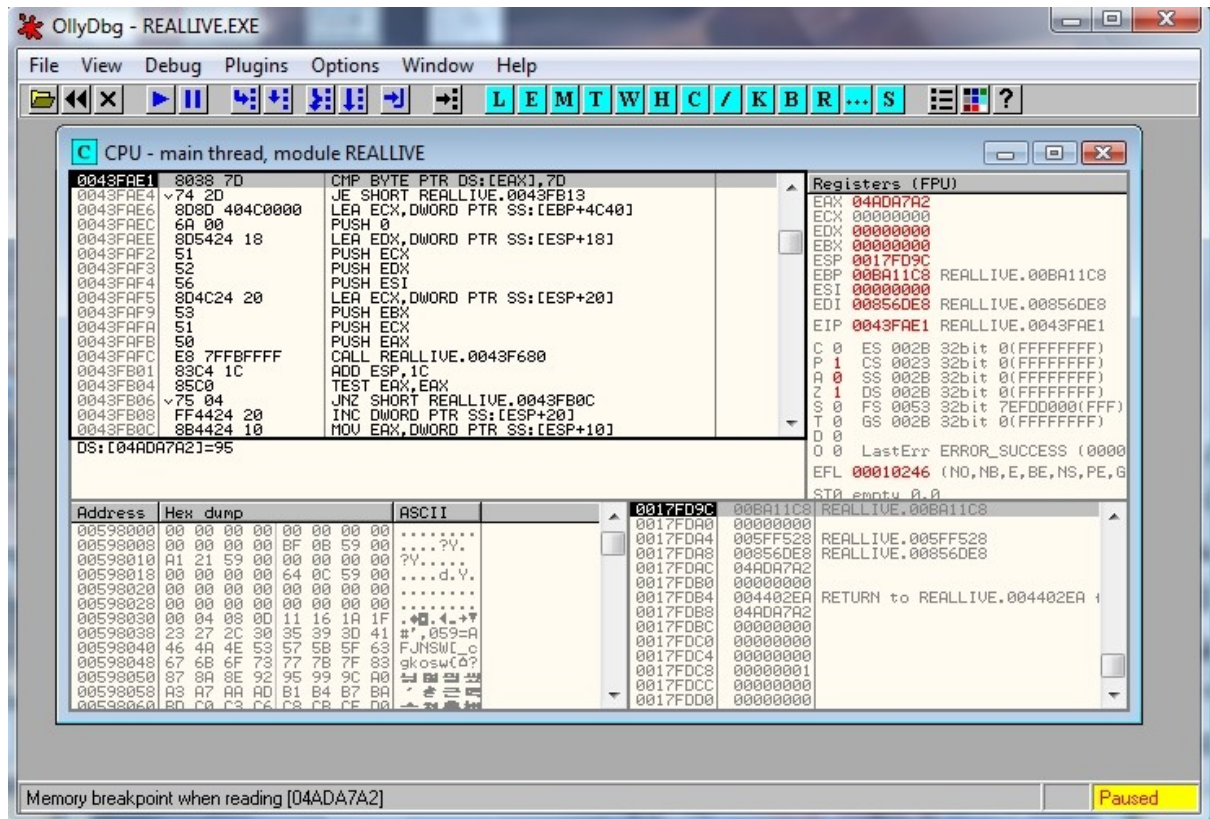 OllyDbg - REALLIVE.EXE
File View Debug Plugins Options Window Help
L E M T W H C / K B R ... S ?
C CPU - main thread, module REALLIVE
0043FAE1 8038 7D CMP BYTE PTR DS:[EAX],7D
0043FAE4 74 2D JE SHORT REALLIVE.0043FB13
0043FAE6 8D8D 404C0000 LEA ECX,DWORD PTR SS:[EBP+4C40]
0043FAEC 6A 00 PUSH 0
0043FAEE 8D5424 18 LEA EDX,DWORD PTR SS:[ESP+18]
0043FAF2 51 PUSH ECX
0043FAF3 52 PUSH EDX
0043FAF4 56 PUSH ESI
0043FAF5 8D4C24 20 LEA ECX,DWORD PTR SS:[ESP+20]
0043FAF9 53 PUSH EBX
0043FAFA 51 PUSH ECX
0043FAFB 50 PUSH EAX
0043FAFC E8 7FFBFFFF CALL REALLIVE.0043F680
0043FB01 83C4 1C ADD ESP,1C
0043FB04 85C0 TEST EAX,EAX
0043FB06 75 04 JNZ SHORT REALLIVE.0043FB0C
0043FB08 FF4424 20 INC DWORD PTR SS:[ESP+20]
0043FB0C 8B4424 10 MOV EAX,DWORD PTR SS:[ESP+10]
DS:[04ADA7A2]=95
Registers (FPU)
EAX 04ADA7A2
ECX 00000000
EDX 00000000
EBX 00000000
ESP 0017FD9C
EBP 00BA11C8 REALLIVE.00BA11C8
ESI 00000000
EDI 00856DE8 REALLIVE.00856DE8
EIP 0043FAE1 REALLIVE.0043FAE1
C 0 ES 002B 32bit 0(FFFFFFFF)
P 1 CS 0023 32bit 0(FFFFFFFF)
A 0 SS 002B 32bit 0(FFFFFFFF)
Z 1 DS 002B 32bit 0(FFFFFFFF)
S 0 FS 0053 32bit 7EFDD000(FFF)
T 0 GS 002B 32bit 0(FFFFFFFF)
D 0
O 0 LastErr ERROR_SUCCESS (0000
EFL 00010246 (NO,NB,E,BE,NS,PE,G
ST0 empty 0.0
Address Hex dump ASCII
00598000 00 00 00 00 00 00 00 00 ........
00598008 00 00 00 00 BF 0B 59 00 ....?Y.
00598010 A1 21 59 00 00 00 00 00 ?Y.....
00598018 00 00 00 00 64 0C 59 00 ....d.Y.
00598020 00 00 00 00 00 00 00 00 ........
00598028 00 00 00 00 00 00 00 00 ........
00598030 00 04 08 0D 11 16 1A 1F
00598038 23 27 2C 30 35 39 3D 41 #',059=A
00598040 46 4A 4E 53 57 5B 5F 63 FJNSW[_c
00598048 67 6B 6F 73 77 7B 7F 83 gkosw{⌂?
00598050 87 8A 8E 92 95 99 9C A0
00598058 A3 A7 AA AD B1 B4 B7 BA
00598060 BD C0 C3 C6 C8 CB CE D0
0017FD9C 00BA11C8 REALLIVE.00BA11C8
0017FDA0 00000000
0017FDA4 005FF528 REALLIVE.005FF528
0017FDA8 00856DE8 REALLIVE.00856DE8
0017FDAC 04ADA7A2
0017FDB0 00000000
0017FDB4 004402EA RETURN to REALLIVE.004402EA
0017FDB8 04ADA7A2
0017FDBC 00000000
0017FDC0 00000000
0017FDC4 00000000
0017FDC8 00000001
0017FDCC 00000000
0017FDD0 00000000
Memory breakpoint when reading [04ADA7A2]
Paused